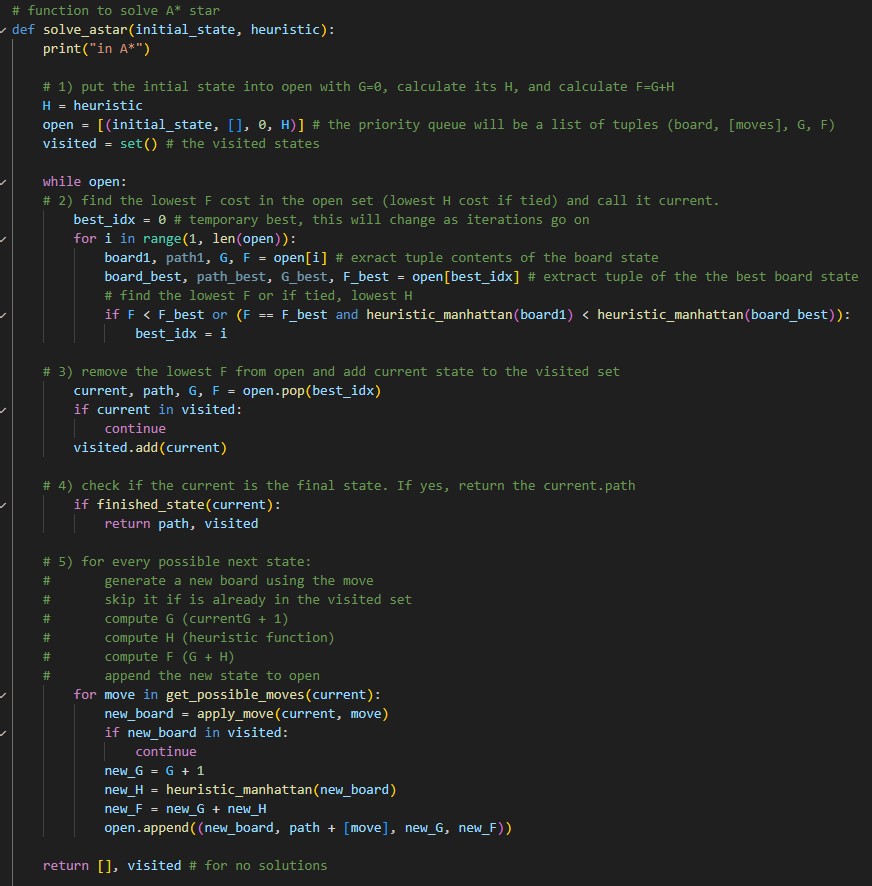 # function to solve A* star
def solve_astar(initial_state, heuristic):
    print("in A*")

    # 1) put the intial state into open with G=0, calculate its H, and calculate F=G+H
    H = heuristic
    open = [(initial_state, [], 0, H)] # the priority queue will be a list of tuples (board, [moves], G, F)
    visited = set() # the visited states

    while open:
    # 2) find the lowest F cost in the open set (lowest H cost if tied) and call it current.
        best_idx = 0 # temporary best, this will change as iterations go on
        for i in range(1, len(open)):
            board1, path1, G, F = open[i] # exract tuple contents of the board state
            board_best, path_best, G_best, F_best = open[best_idx] # extract tuple of the the best board state
            # find the lowest F or if tied, lowest H
            if F < F_best or (F == F_best and heuristic_manhattan(board1) < heuristic_manhattan(board_best)):
                best_idx = i

    # 3) remove the lowest F from open and add current state to the visited set
        current, path, G, F = open.pop(best_idx)
        if current in visited:
            continue
        visited.add(current)

    # 4) check if the current is the final state. If yes, return the current.path
        if finished_state(current):
            return path, visited

    # 5) for every possible next state:
    #       generate a new board using the move
    #       skip it if is already in the visited set
    #       compute G (currentG + 1)
    #       compute H (heuristic function)
    #       compute F (G + H)
    #       append the new state to open
        for move in get_possible_moves(current):
            new_board = apply_move(current, move)
            if new_board in visited:
                continue
            new_G = G + 1
            new_H = heuristic_manhattan(new_board)
            new_F = new_G + new_H
            open.append((new_board, path + [move], new_G, new_F))

    return [], visited # for no solutions